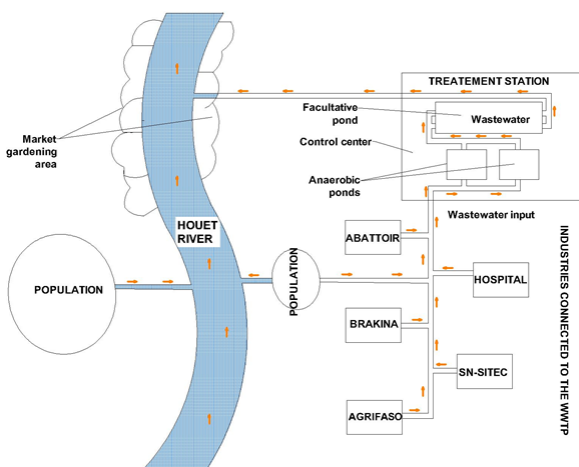 TREATEMENT STATION
Facultative
pond
Wastewater
Control center
Anaerobic
ponds
Market
gardening
area
Wastewater input
HOUET
RIVER
ABATTOIR
POPULATION
POPULATION
HOSPITAL
BRAKINA
SN-SITEC
AGRIFASO
INDUSTRIES CONNECTED TO THE WWTP